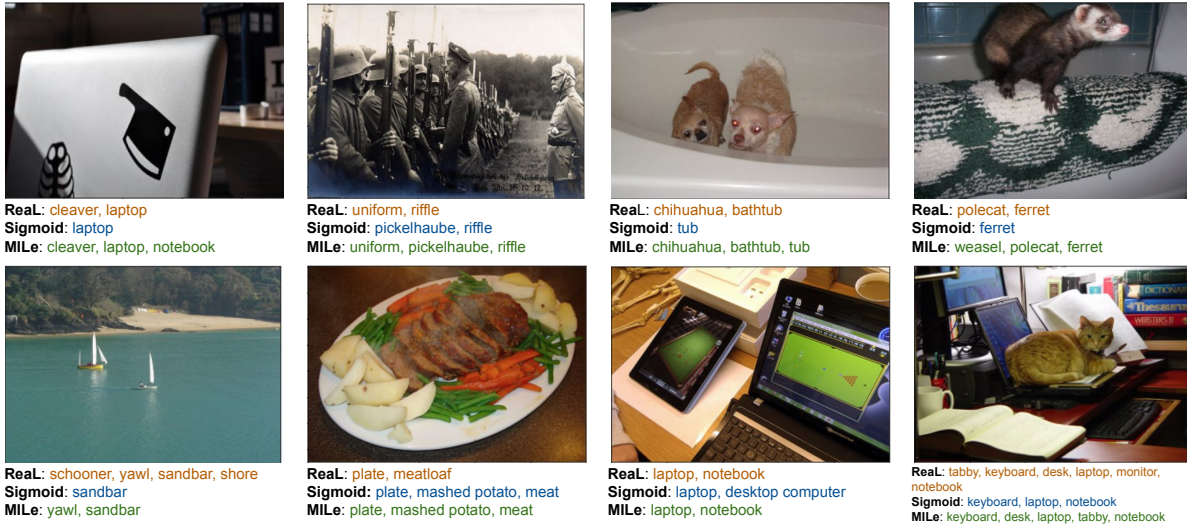 ReaL: cleaver, laptop
Sigmoid: laptop
MILe: cleaver, laptop, notebook
ReaL: uniform, riffle
Sigmoid: pickelhaube, riffle
MILe: uniform, pickelhaube, riffle
ReaL: chihuahua, bathtub
Sigmoid: tub
MILe: chihuahua, bathtub, tub
ReaL: polecat, ferret
Sigmoid: ferret
MILe: weasel, polecat, ferret
DICTIONARY
Thesaurus
WEBSTER'S II
ReaL: schooner, yawl, sandbar, shore
Sigmoid: sandbar
MILe: yawl, sandbar
ReaL: plate, meatloaf
Sigmoid: plate, mashed potato, meat
MILe: plate, mashed potato, meat
ReaL: laptop, notebook
Sigmoid: laptop, desktop computer
MILe: laptop, notebook
ReaL: tabby, keyboard, desk, laptop, monitor,
notebook
Sigmoid: keyboard, laptop, notebook
MILe: keyboard, desk, laptop, tabby, notebook